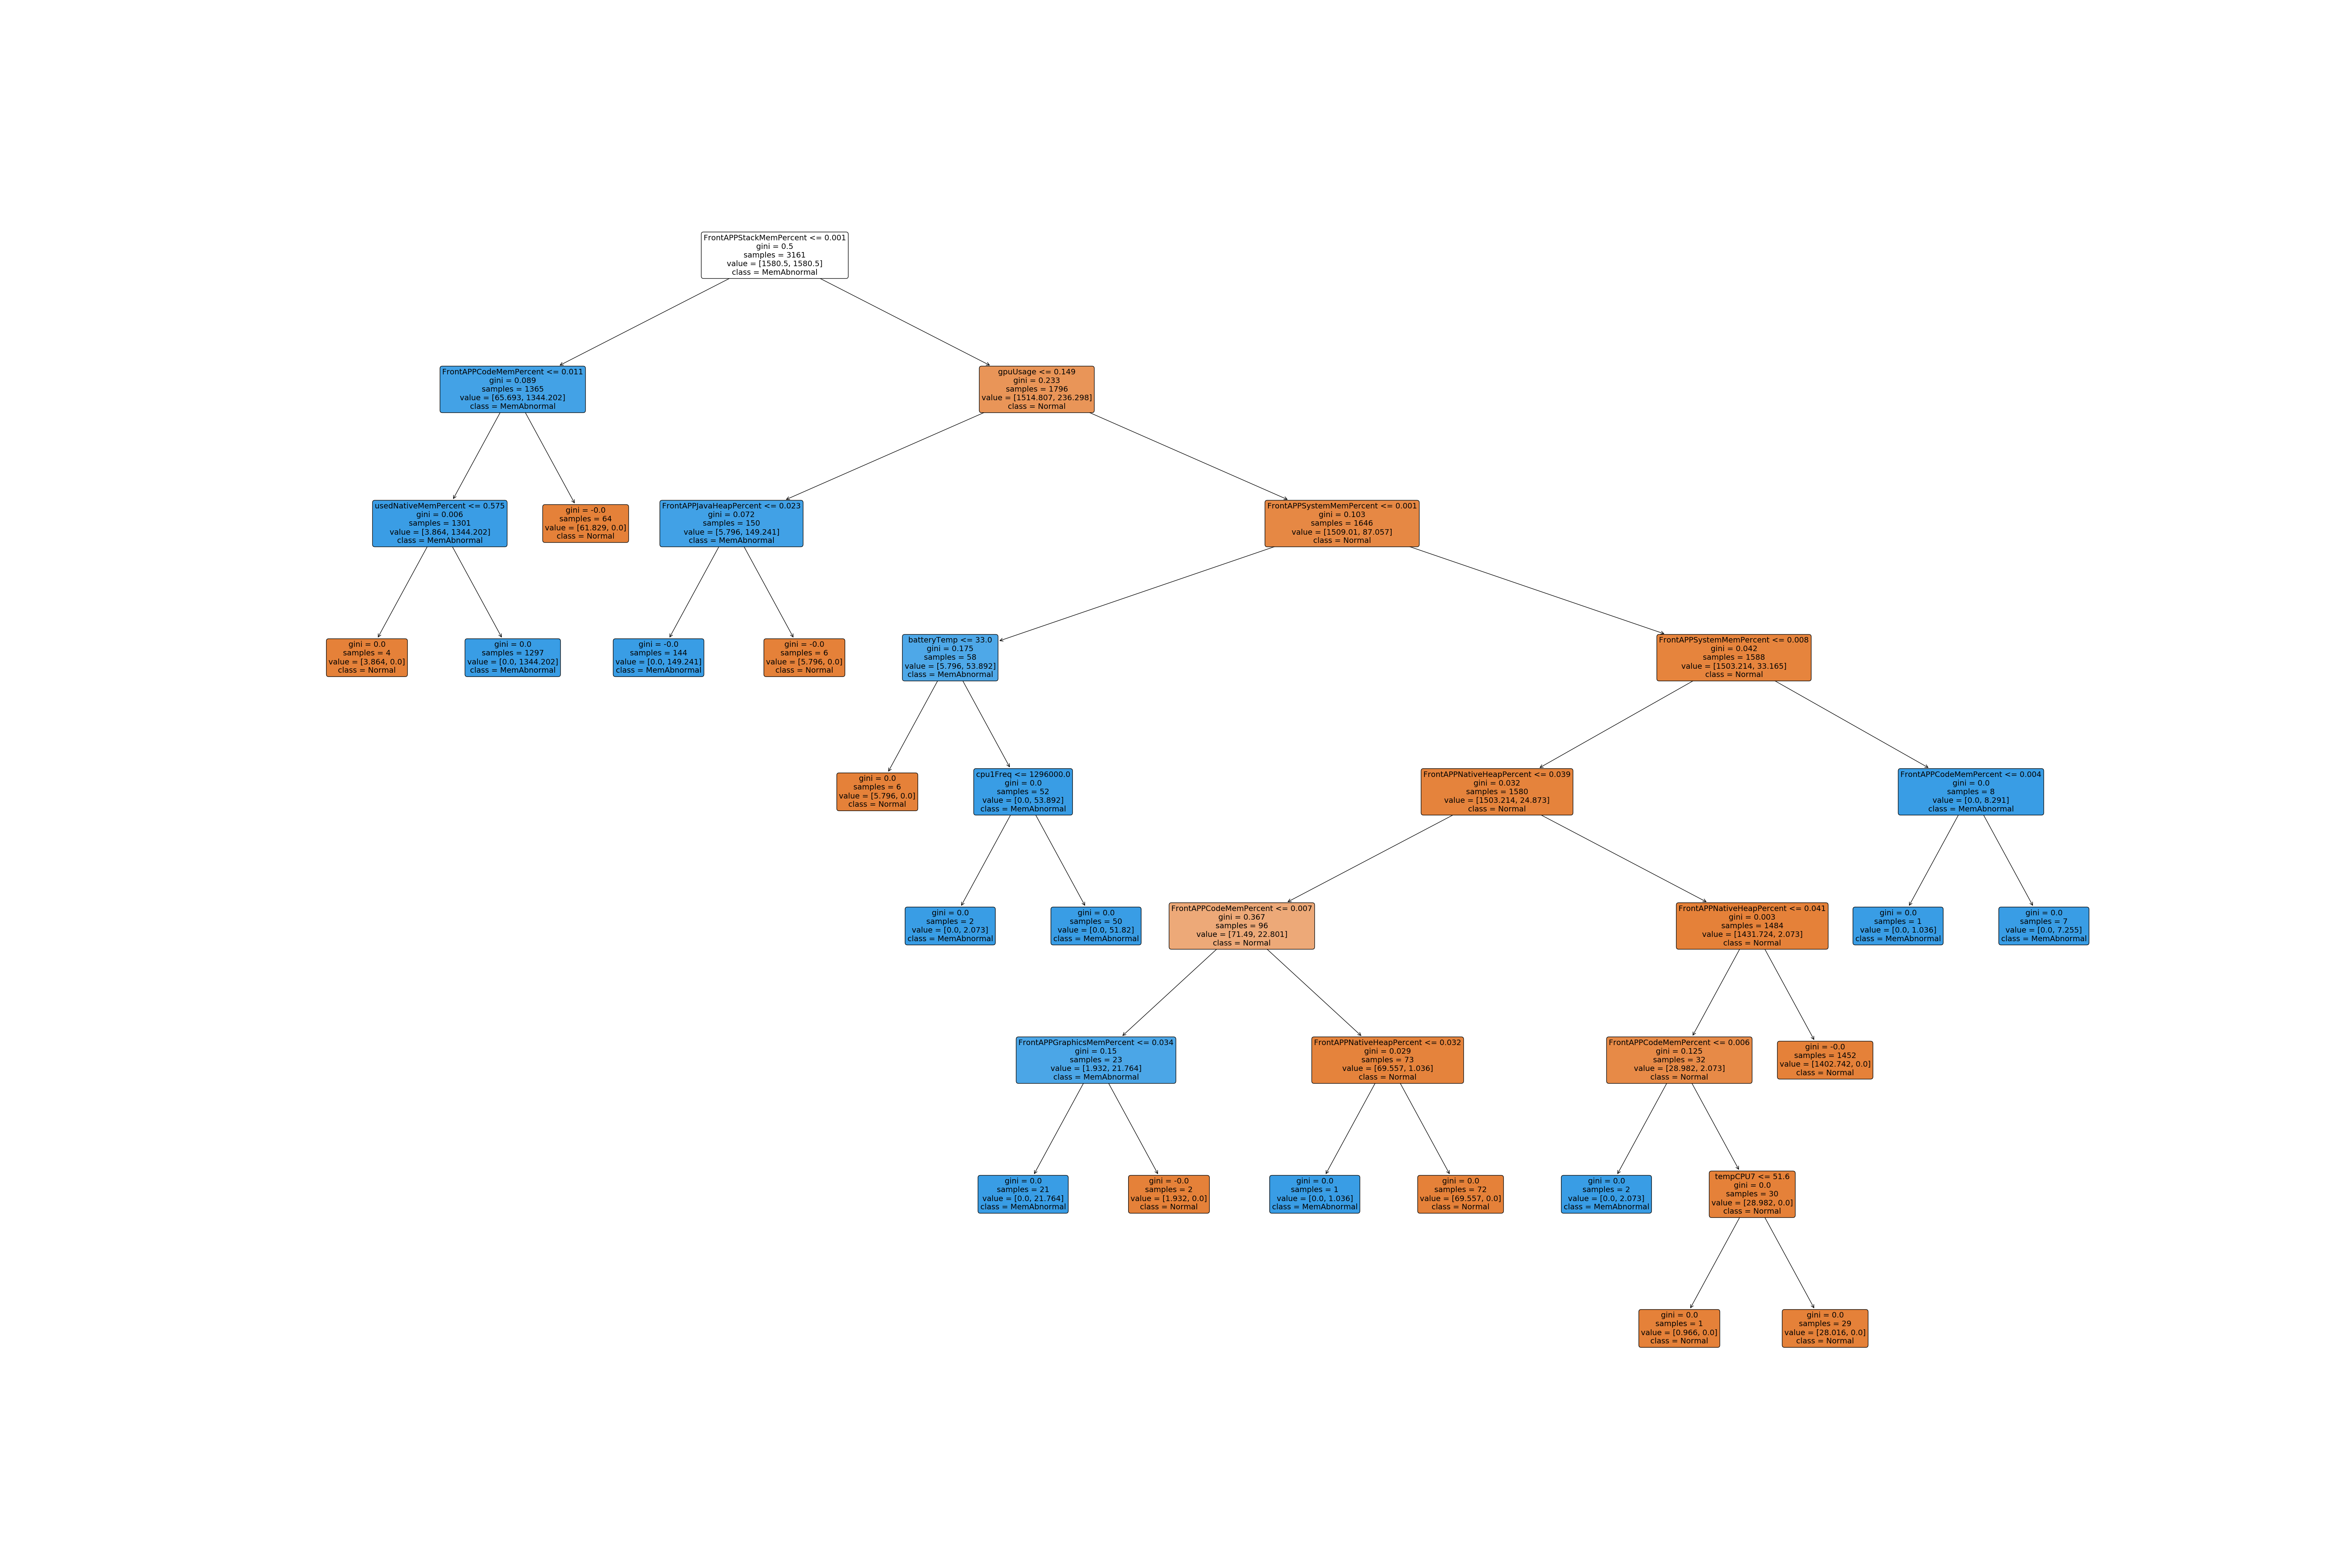 FrontAPPStackMemPercent <= 0.001
gini = 0.5
samples = 3161
value = [1580.5, 1580.5]
class = MemAbnormal
FrontAPPCodeMemPercent <= 0.011
gini = 0.089
samples = 1365
value = [65.693, 1344.202]
class = MemAbnormal
gpuUsage <= 0.149
gini = 0.233
samples = 1796
value = [1514.807, 236.298]
class = Normal
usedNativeMemPercent <= 0.575
gini = 0.006
samples = 1301
value = [3.864, 1344.202]
class = MemAbnormal
gini = -0.0
samples = 64
value = [61.829, 0.0]
class = Normal
FrontAPPJavaHeapPercent <= 0.023
gini = 0.072
samples = 150
value = [5.796, 149.241]
class = MemAbnormal
FrontAPPSystemMemPercent <= 0.001
gini = 0.103
samples = 1646
value = [1509.01, 87.057]
class = Normal
gini = 0.0
samples = 4
value = [3.864, 0.0]
class = Normal
gini = 0.0
samples = 1297
value = [0.0, 1344.202]
class = MemAbnormal
gini = -0.0
samples = 144
value = [0.0, 149.241]
class = MemAbnormal
gini = -0.0
samples = 6
value = [5.796, 0.0]
class = Normal
batteryTemp <= 33.0
gini = 0.175
samples = 58
value = [5.796, 53.892]
class = MemAbnormal
FrontAPPSystemMemPercent <= 0.008
gini = 0.042
samples = 1588
value = [1503.214, 33.165]
class = Normal
gini = 0.0
samples = 6
value = [5.796, 0.0]
class = Normal
cpu1Freq <= 1296000.0
gini = 0.0
samples = 52
value = [0.0, 53.892]
class = MemAbnormal
FrontAPPNativeHeapPercent <= 0.039
gini = 0.032
samples = 1580
value = [1503.214, 24.873]
class = Normal
FrontAPPCodeMemPercent <= 0.004
gini = 0.0
samples = 8
value = [0.0, 8.291]
class = MemAbnormal
gini = 0.0
samples = 2
value = [0.0, 2.073]
class = MemAbnormal
gini = 0.0
samples = 50
value = [0.0, 51.82]
class = MemAbnormal
FrontAPPCodeMemPercent <= 0.007
gini = 0.367
samples = 96
value = [71.49, 22.801]
class = Normal
FrontAPPNativeHeapPercent <= 0.041
gini = 0.003
samples = 1484
value = [1431.724, 2.073]
class = Normal
gini = 0.0
samples = 1
value = [0.0, 1.036]
class = MemAbnormal
gini = 0.0
samples = 7
value = [0.0, 7.255]
class = MemAbnormal
FrontAPPGraphicsMemPercent <= 0.034
gini = 0.15
samples = 23
value = [1.932, 21.764]
class = MemAbnormal
FrontAPPNativeHeapPercent <= 0.032
gini = 0.029
samples = 73
value = [69.557, 1.036]
class = Normal
FrontAPPCodeMemPercent <= 0.006
gini = 0.125
samples = 32
value = [28.982, 2.073]
class = Normal
gini = -0.0
samples = 1452
value = [1402.742, 0.0]
class = Normal
gini = 0.0
samples = 21
value = [0.0, 21.764]
class = MemAbnormal
gini = -0.0
samples = 2
value = [1.932, 0.0]
class = Normal
gini = 0.0
samples = 1
value = [0.0, 1.036]
class = MemAbnormal
gini = 0.0
samples = 72
value = [69.557, 0.0]
class = Normal
gini = 0.0
samples = 2
value = [0.0, 2.073]
class = MemAbnormal
tempCPU7 <= 51.6
gini = 0.0
samples = 30
value = [28.982, 0.0]
class = Normal
gini = 0.0
samples = 1
value = [0.966, 0.0]
class = Normal
gini = 0.0
samples = 29
value = [28.016, 0.0]
class = Normal